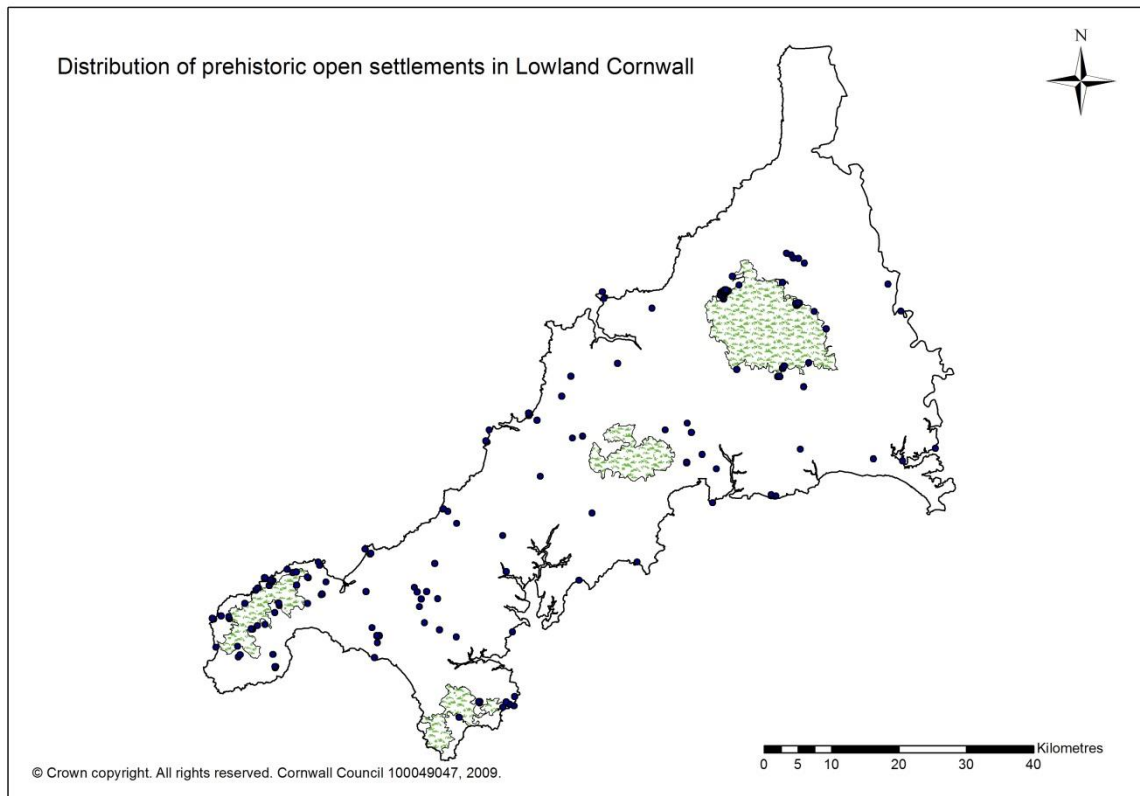 Distribution of prehistoric open settlements in Lowland Cornwall
N
Kilometres
0 5 10 20 30 40
© Crown copyright. All rights reserved. Cornwall Council 100049047, 2009.